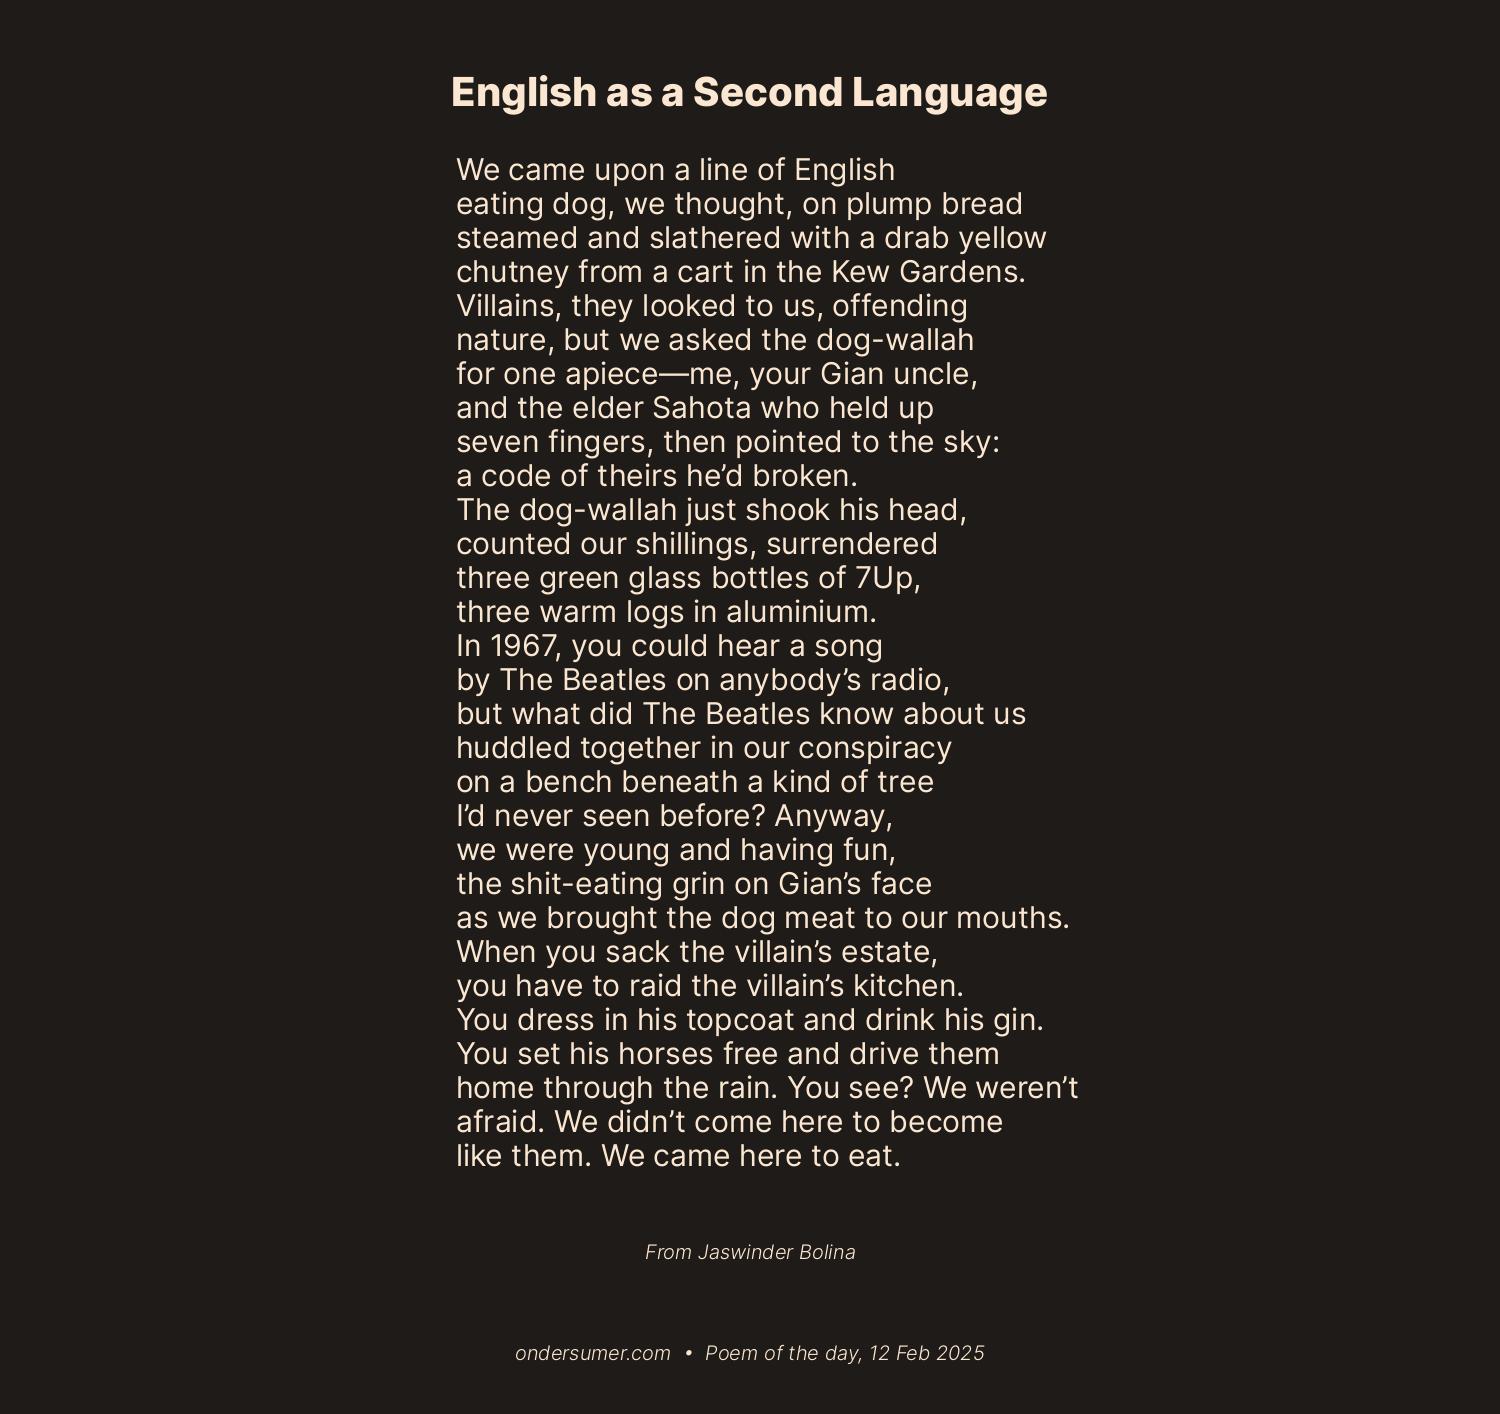 English as a Second Language
We came upon a line of English
eating dog, we thought, on plump bread
steamed and slathered with a drab yellow
chutney from a cart in the Kew Gardens.
Villains, they looked to us, offending
nature, but we asked the dog-wallah
for one apiece—me, your Gian uncle,
and the elder Sahota who held up
seven fingers, then pointed to the sky:
a code of theirs he’d broken.
The dog-wallah just shook his head,
counted our shillings, surrendered
three green glass bottles of 7Up,
three warm logs in aluminium.
In 1967, you could hear a song
by The Beatles on anybody’s radio,
but what did The Beatles know about us
huddled together in our conspiracy
on a bench beneath a kind of tree
I’d never seen before? Anyway,
we were young and having fun,
the shit-eating grin on Gian’s face
as we brought the dog meat to our mouths.
When you sack the villain’s estate,
you have to raid the villain’s kitchen.
You dress in his topcoat and drink his gin.
You set his horses free and drive them
home through the rain. You see? We weren’t
afraid. We didn’t come here to become
like them. We came here to eat.
From Jaswinder Bolina
ondersumer.com • Poem of the day, 12 Feb 2025